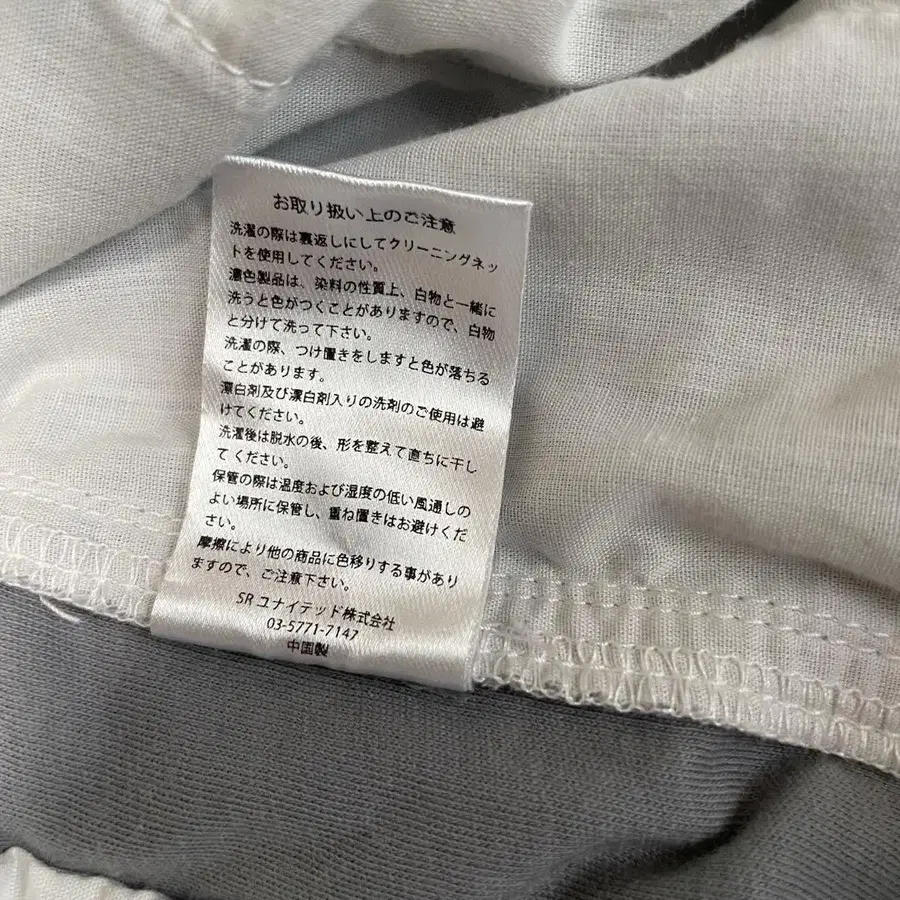 お取り扱い上のご注意
洗濯の際は裏返しにしてクリーニングネッ
トを使用してください。
濃色製品は、染料の性質上、白物と一緒に
洗うと色がつくことがありますので、白物
と分けて洗って下さい。
洗濯の際、つけ置きをしますと色が落ちる
ことがあります。
漂白剤及び漂白剤入りの洗剤のご使用は避
けてください。
洗濯後は脱水の後、形を整えて直ちに干し
てください。
保管の際は温度および湿度の低い風通しの
よい場所に保管し、重ね置きはお避けくだ
さい。
摩擦により他の商品に色移りする事があり
ますので、ご注意下さい。
5R ユナイテッド株式会社
03-5771-7147
中国製